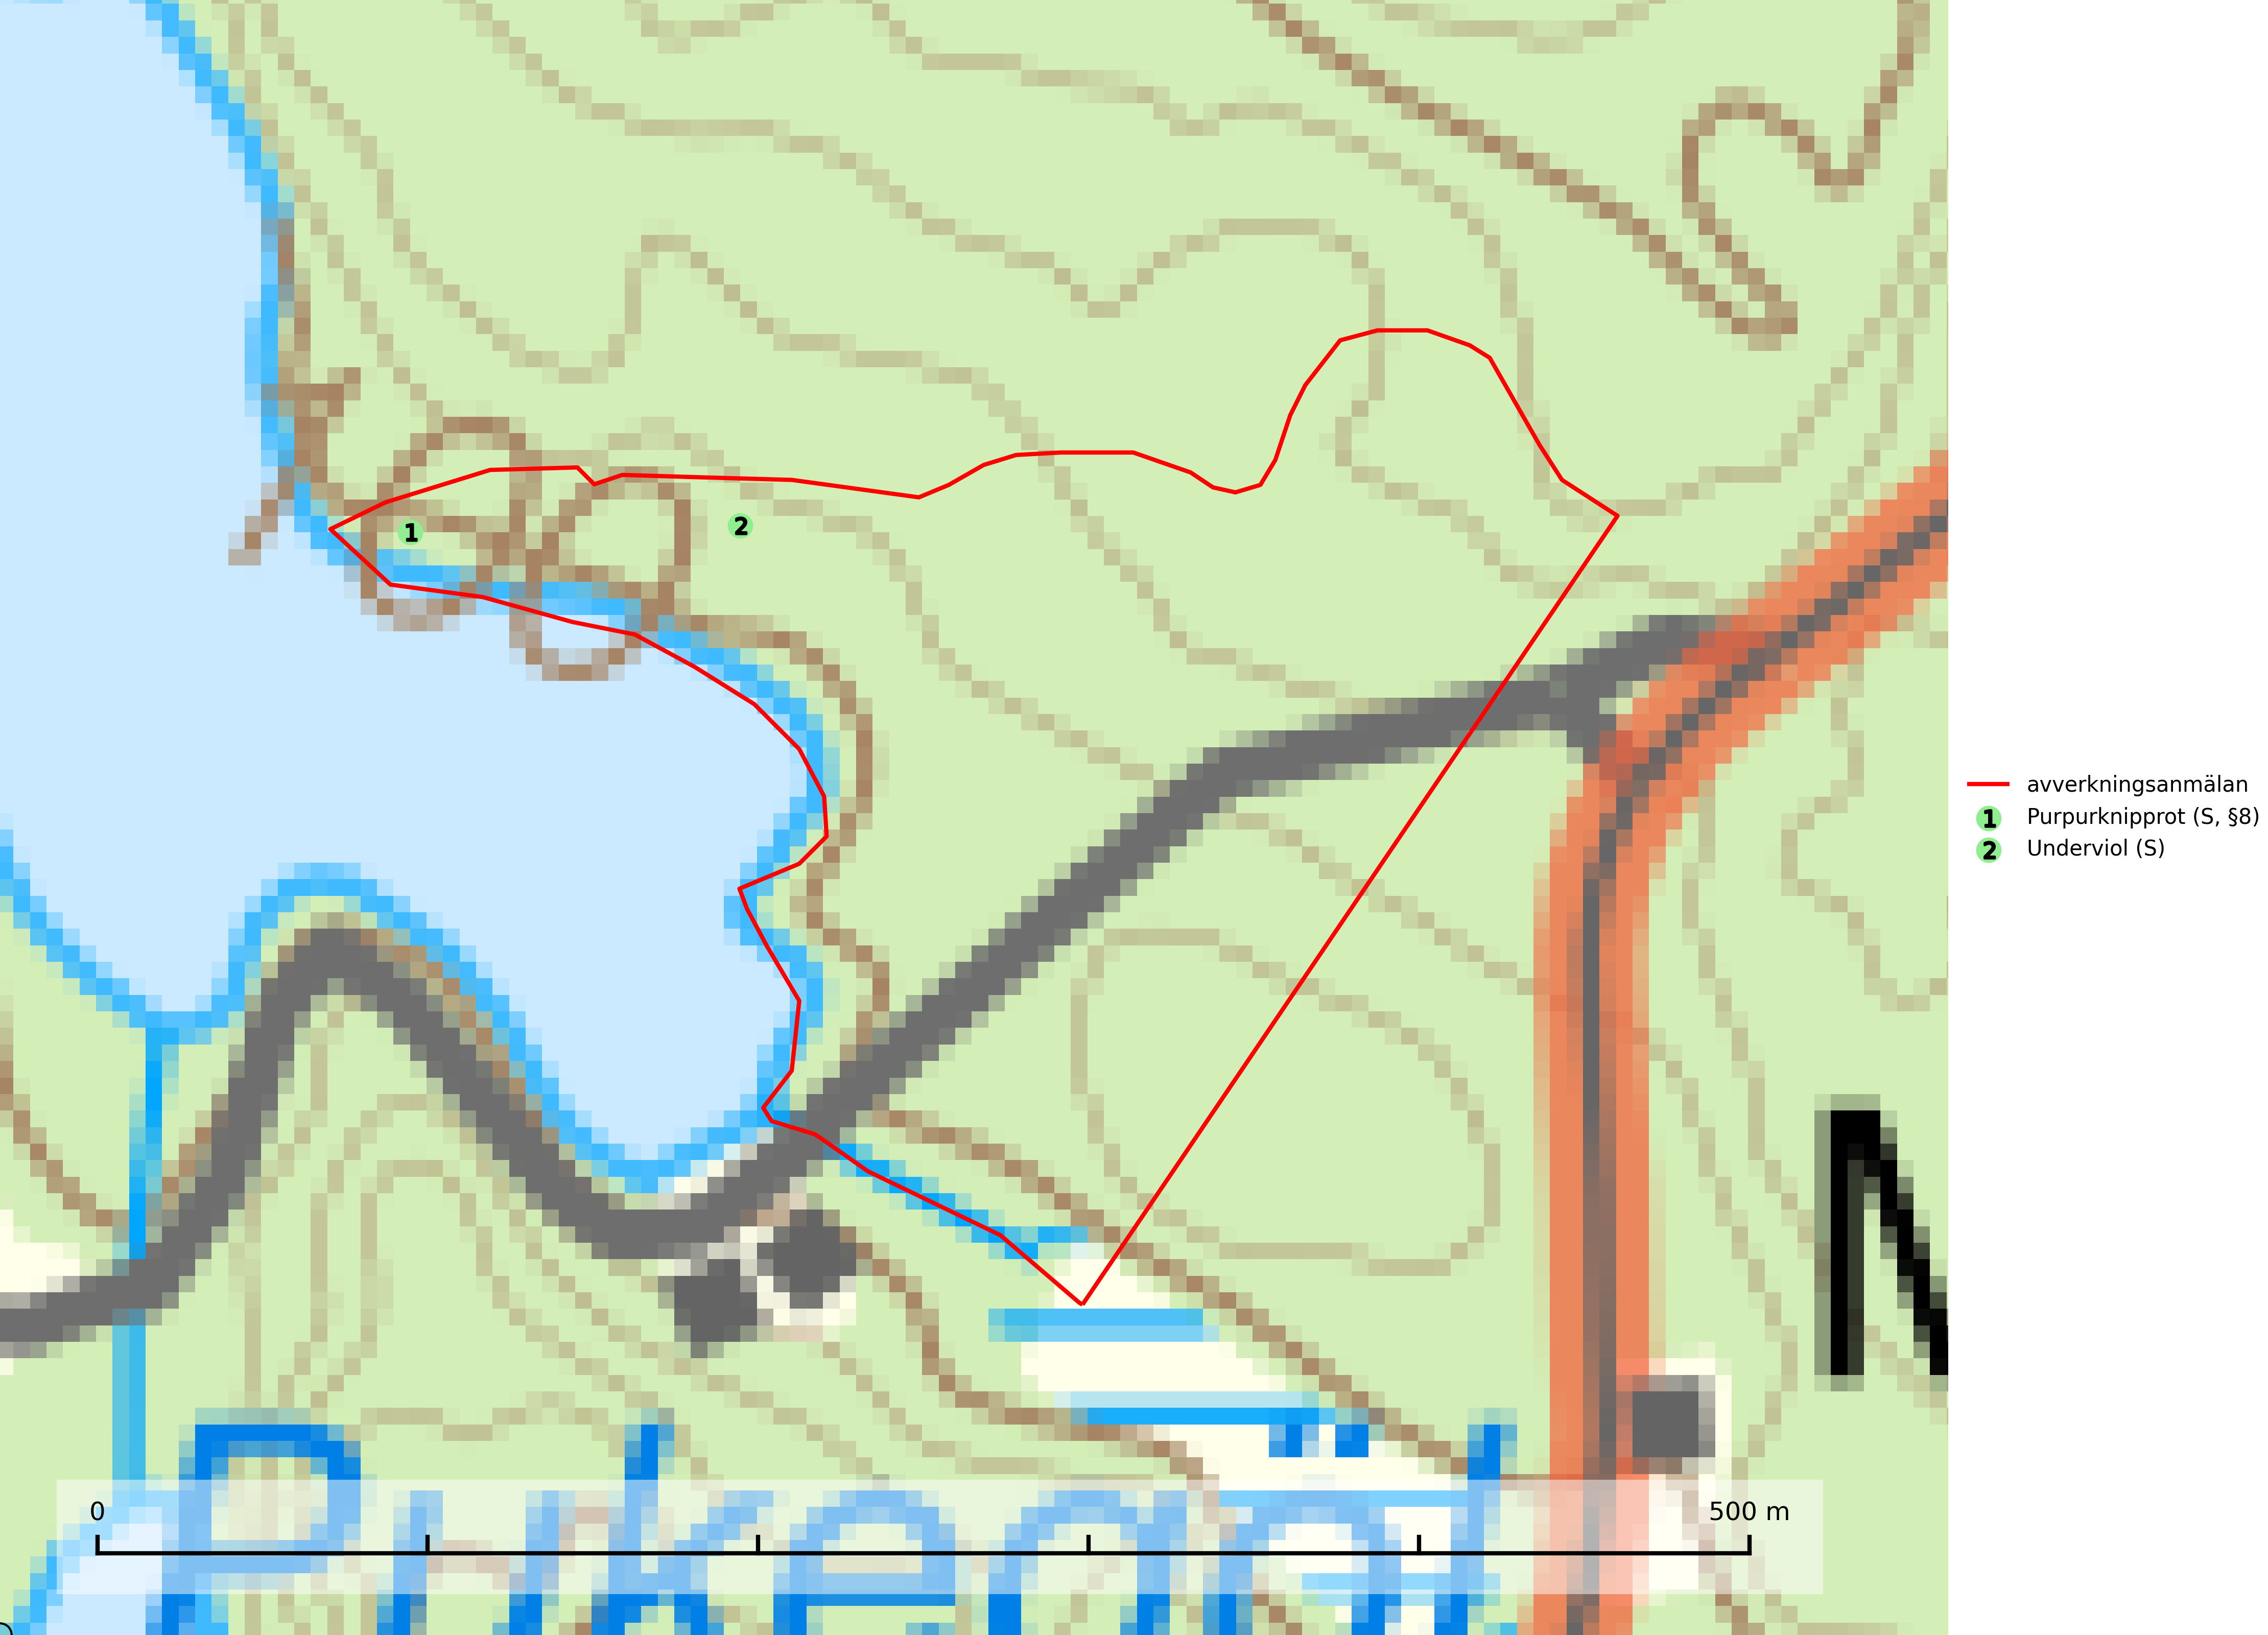 1
2
avverkningsanmälan
1 Purpurknipprot (S, §8)
2 Underviol (S)
0
500 m